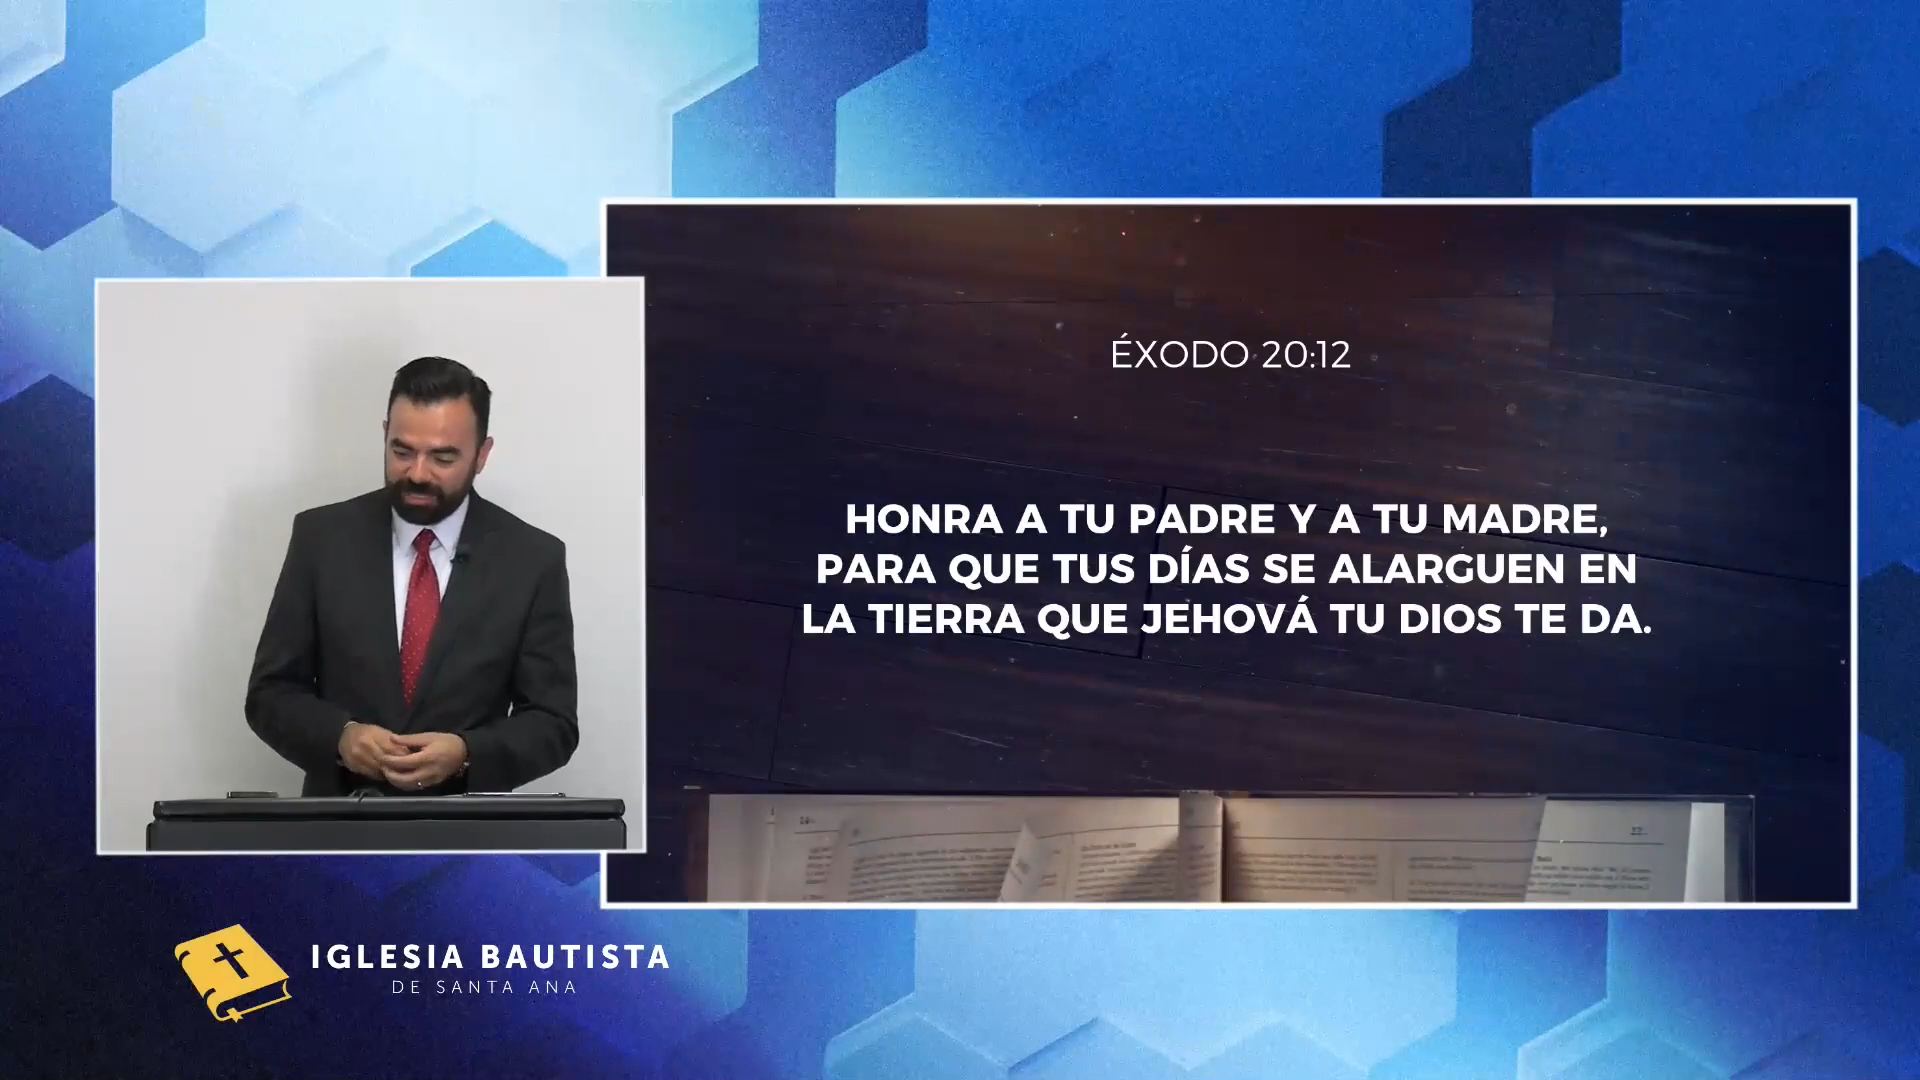 ÉXODO 20:12
HONRA A TU PADRE Y A TU MADRE,
PARA QUE TUS DÍAS SE ALARGUEN EN
LA TIERRA QUE JEHOVÁ TU DIOS TE DA.
IGLESIA BAUTISTA
DE SANTA ANA